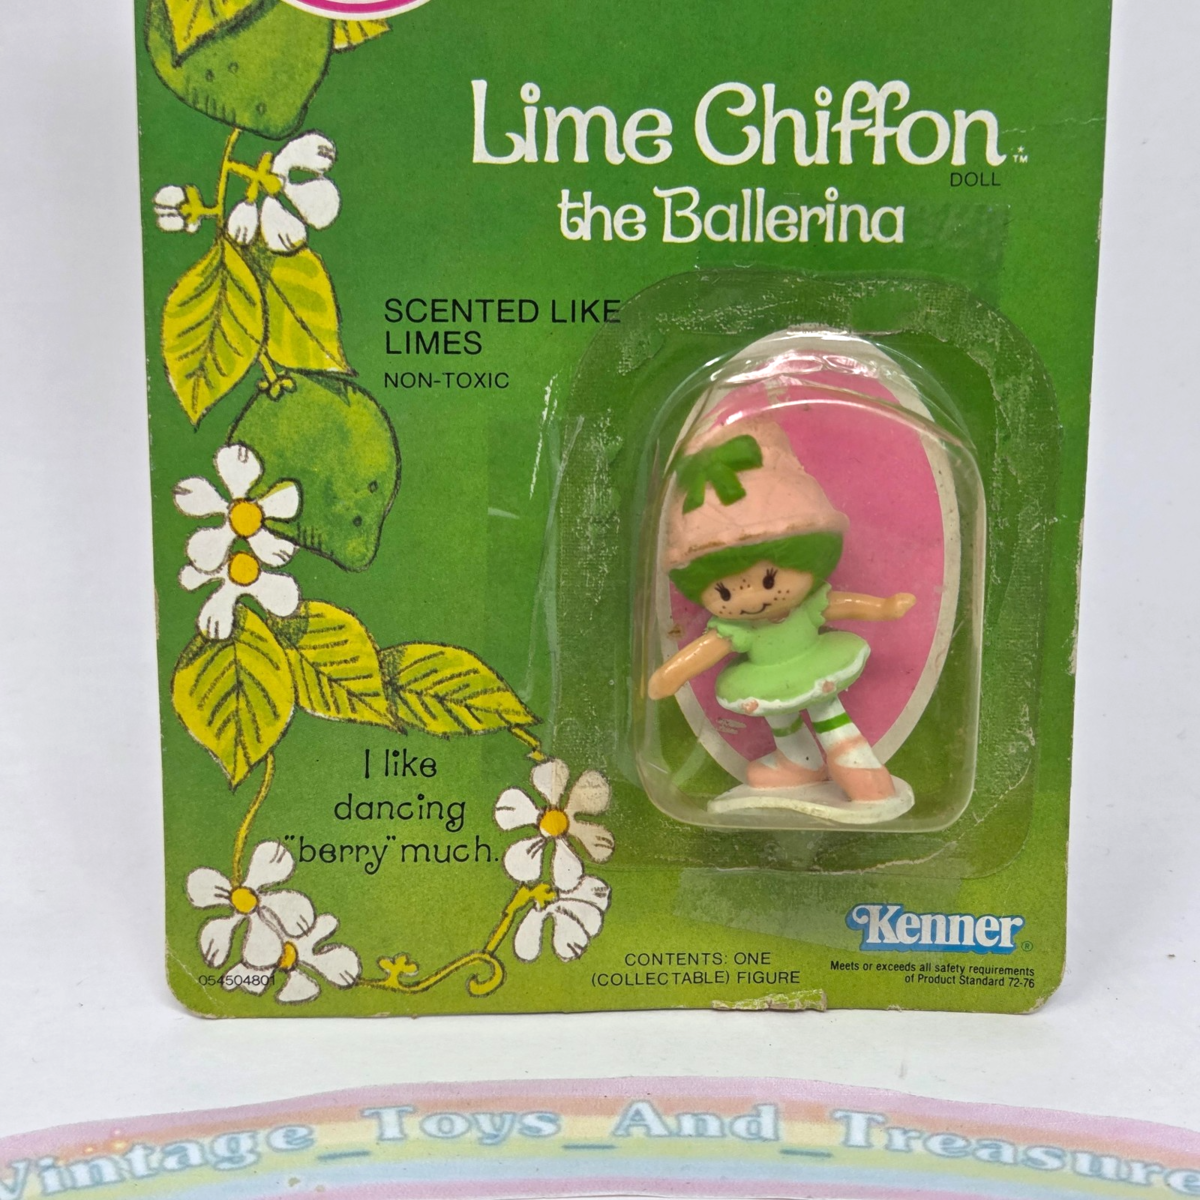 Lime Chiffon™
DOLL
the Ballerina
SCENTED LIKE
LIMES
NON-TOXIC
I like
dancing
"berry" much.
Kenner®
CONTENTS: ONE
(COLLECTABLE) FIGURE
Meets or exceeds all safety requirements
of Product Standard 72-76
054504801
Vintage_Toys_And_Treasure